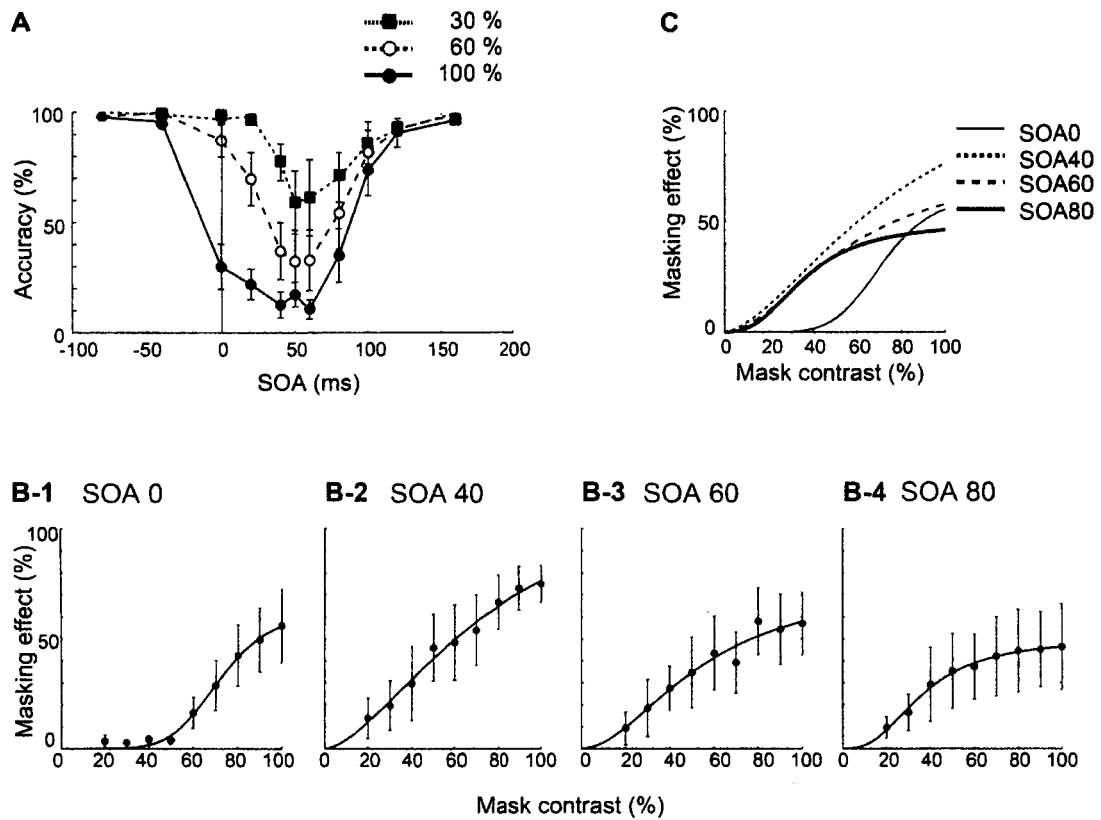 A
30 %
60 %
100 %
Accuracy (%)
100
50
0
-100 -50 0 50 100 150 200
SOA (ms)
C
Masking effect (%)
100
50
0
0 20 40 60 80 100
Mask contrast (%)
SOA0
SOA40
SOA60
SOA80
B-1 SOA 0
B-2 SOA 40
B-3 SOA 60
B-4 SOA 80
Masking effect (%)
100
50
0
0 20 40 60 80 100
0 20 40 60 80 100
0 20 40 60 80 100
0 20 40 60 80 100
Mask contrast (%)